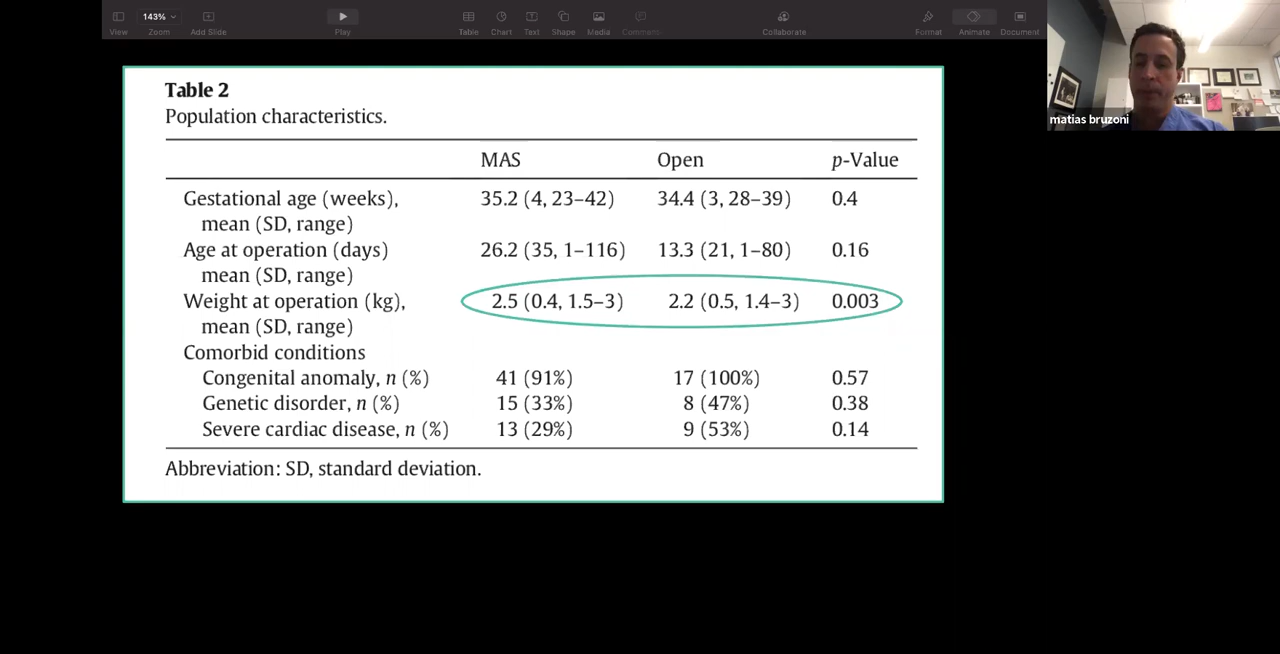 143%
View Zoom Add Slide Play Table Chart Text Shape Media Comment Collaborate Format Animate Document
matias bruzoni
Table 2
Population characteristics.
MAS Open p-Value
Gestational age (weeks), 35.2 (4, 23–42) 34.4 (3, 28–39) 0.4
mean (SD, range)
Age at operation (days) 26.2 (35, 1–116) 13.3 (21, 1–80) 0.16
mean (SD, range)
Weight at operation (kg), 2.5 (0.4, 1.5–3) 2.2 (0.5, 1.4–3) 0.003
mean (SD, range)
Comorbid conditions
Congenital anomaly, n (%) 41 (91%) 17 (100%) 0.57
Genetic disorder, n (%) 15 (33%) 8 (47%) 0.38
Severe cardiac disease, n (%) 13 (29%) 9 (53%) 0.14
Abbreviation: SD, standard deviation.